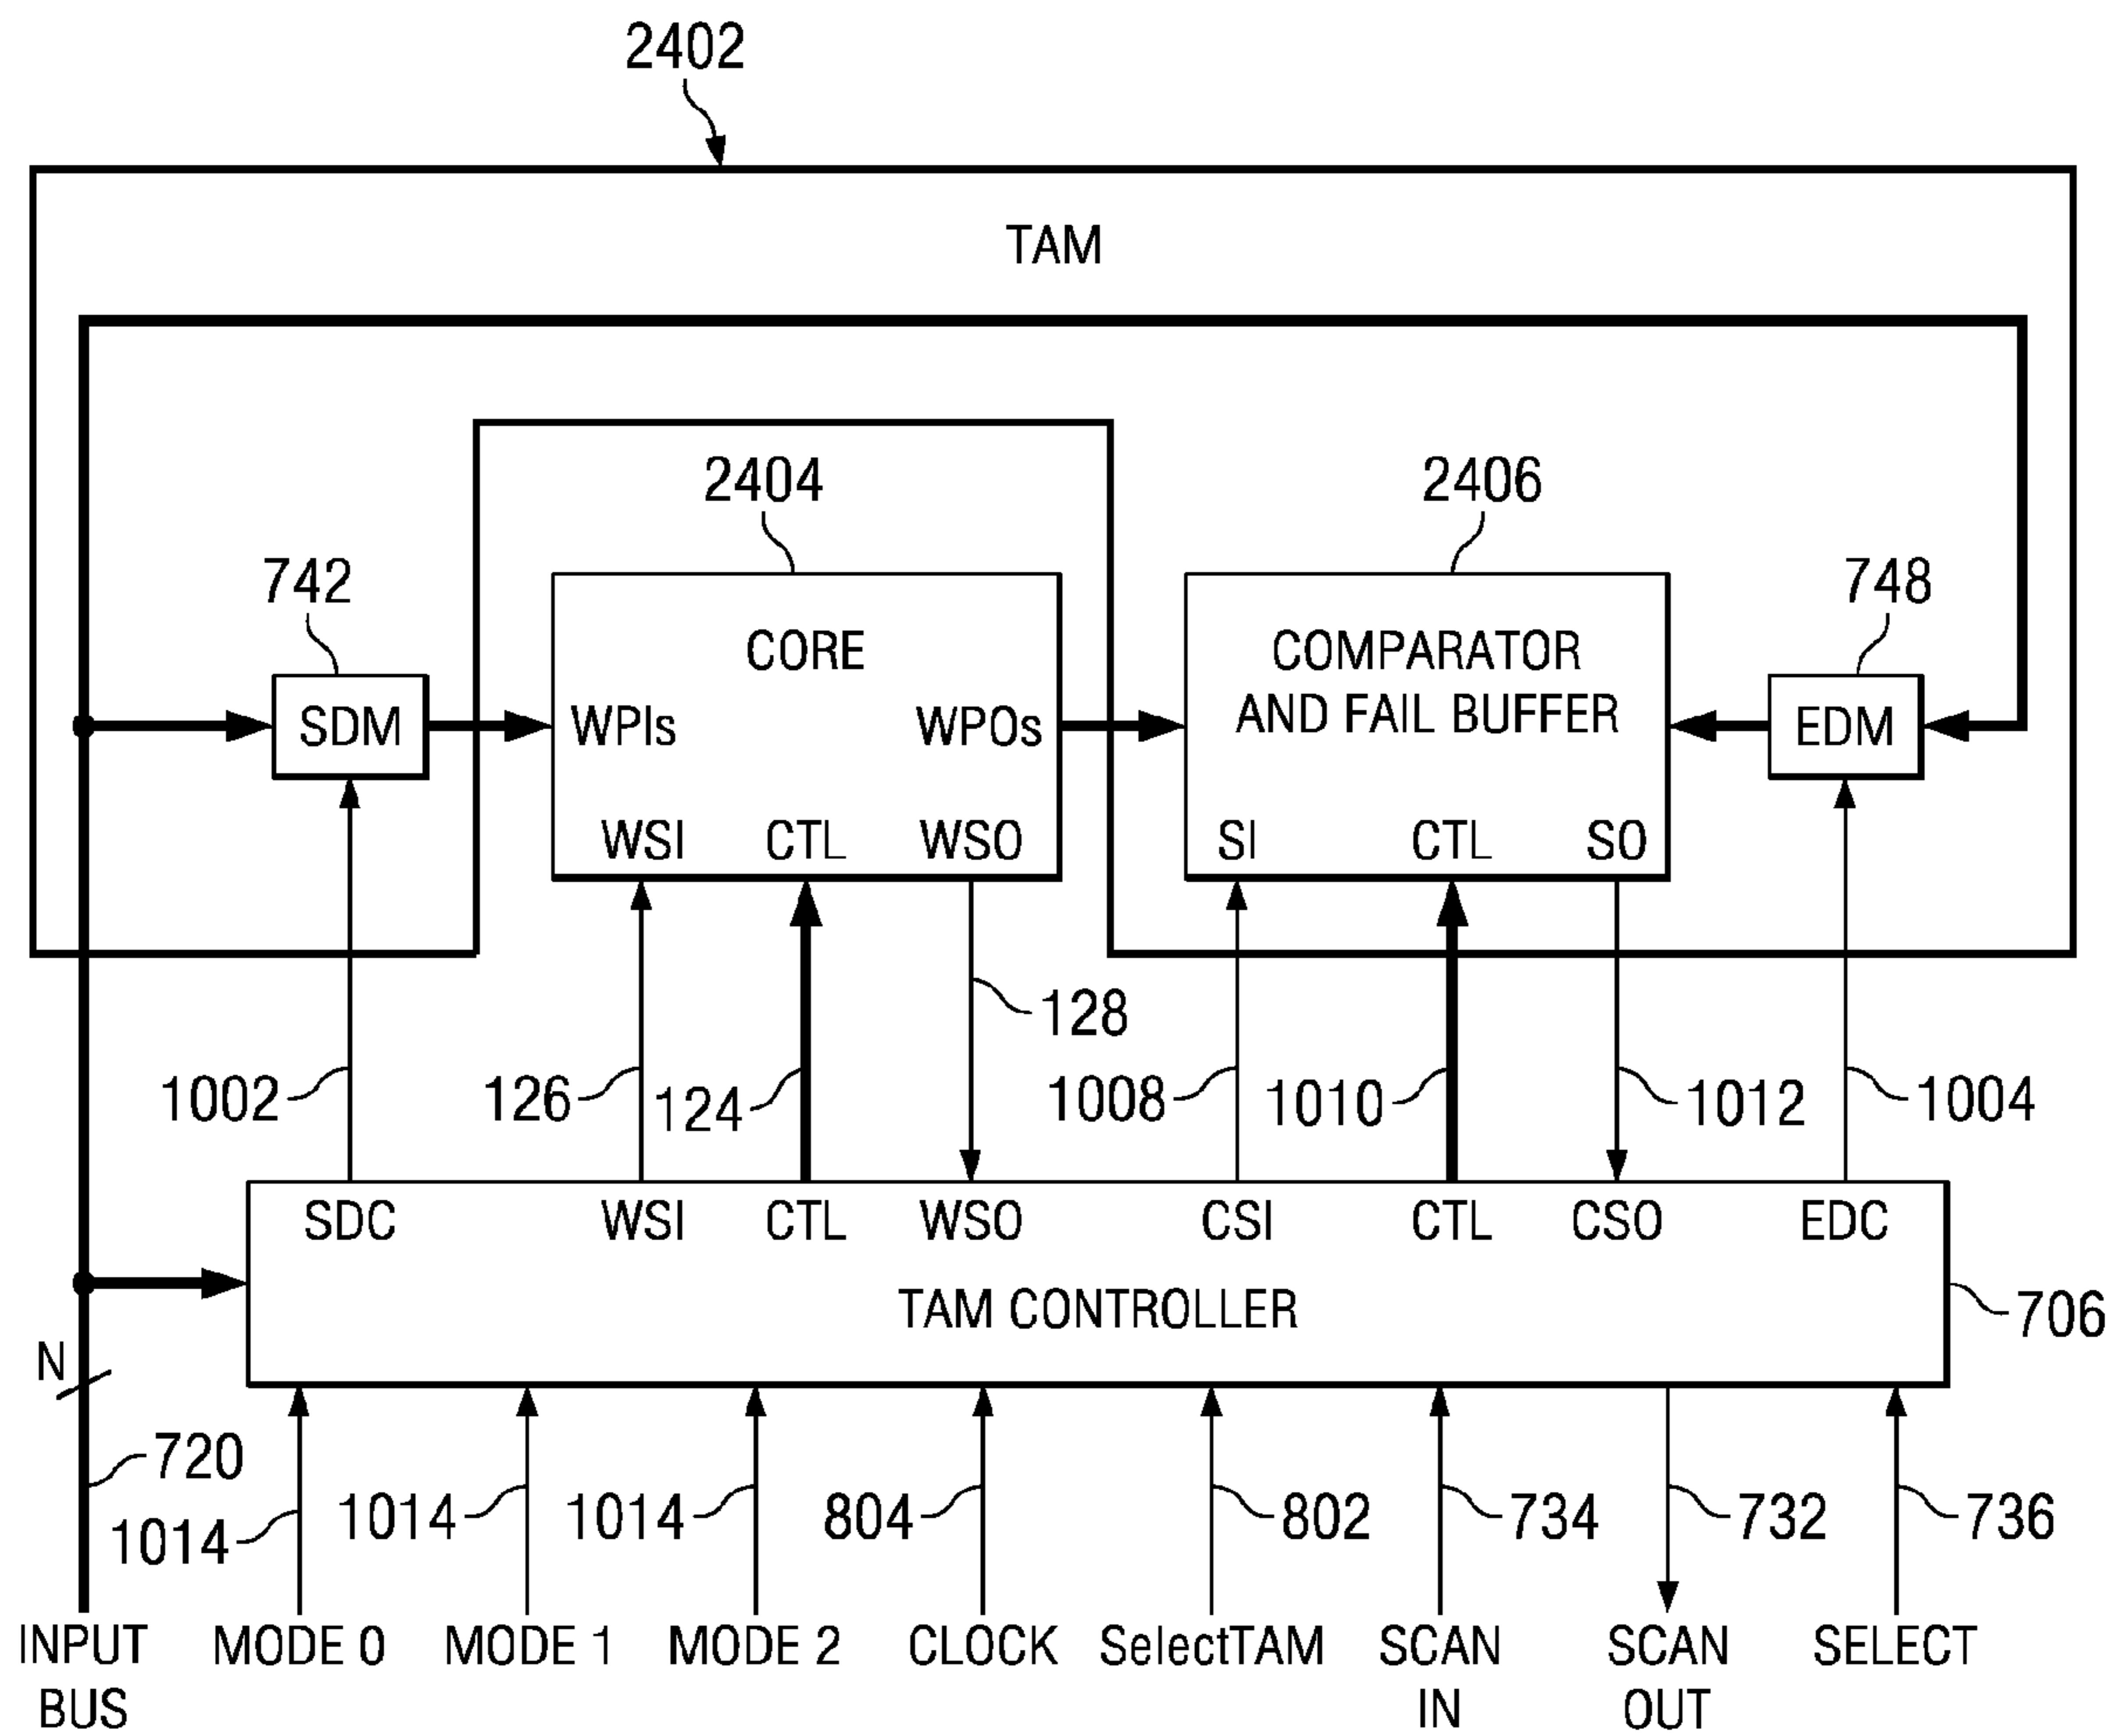 2402
TAM
2404
2406
742
748
CORE
COMPARATOR
AND FAIL BUFFER
SDM
WPIs
WPOs
EDM
WSI
CTL
WSO
SI
CTL
SO
128
1002
126
124
1008
1010
1012
1004
SDC
WSI
CTL
WSO
CSI
CTL
CSO
EDC
TAM CONTROLLER
706
N
720
1014
1014
1014
804
802
734
732
736
INPUT
BUS
MODE 0
MODE 1
MODE 2
CLOCK
SelectTAM
SCAN
IN
SCAN
OUT
SELECT